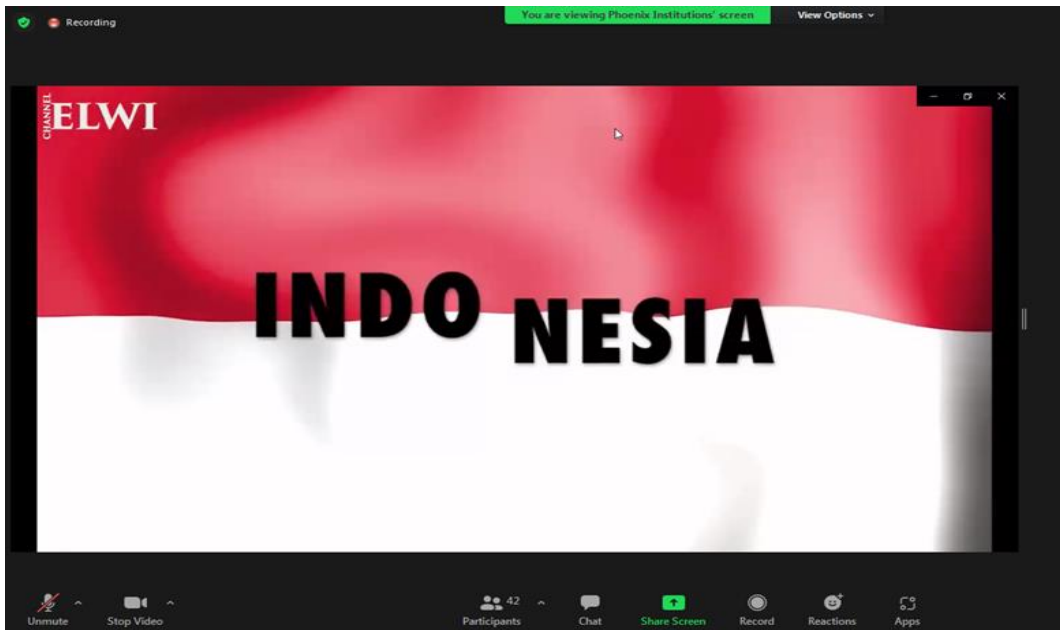 Recording
You are viewing Phoenix Institutions' screen
View Options
CHANNEL
ELWI
INDO NESIA
Unmute
Stop Video
42
Participants
Chat
Share Screen
Record
Reactions
Apps